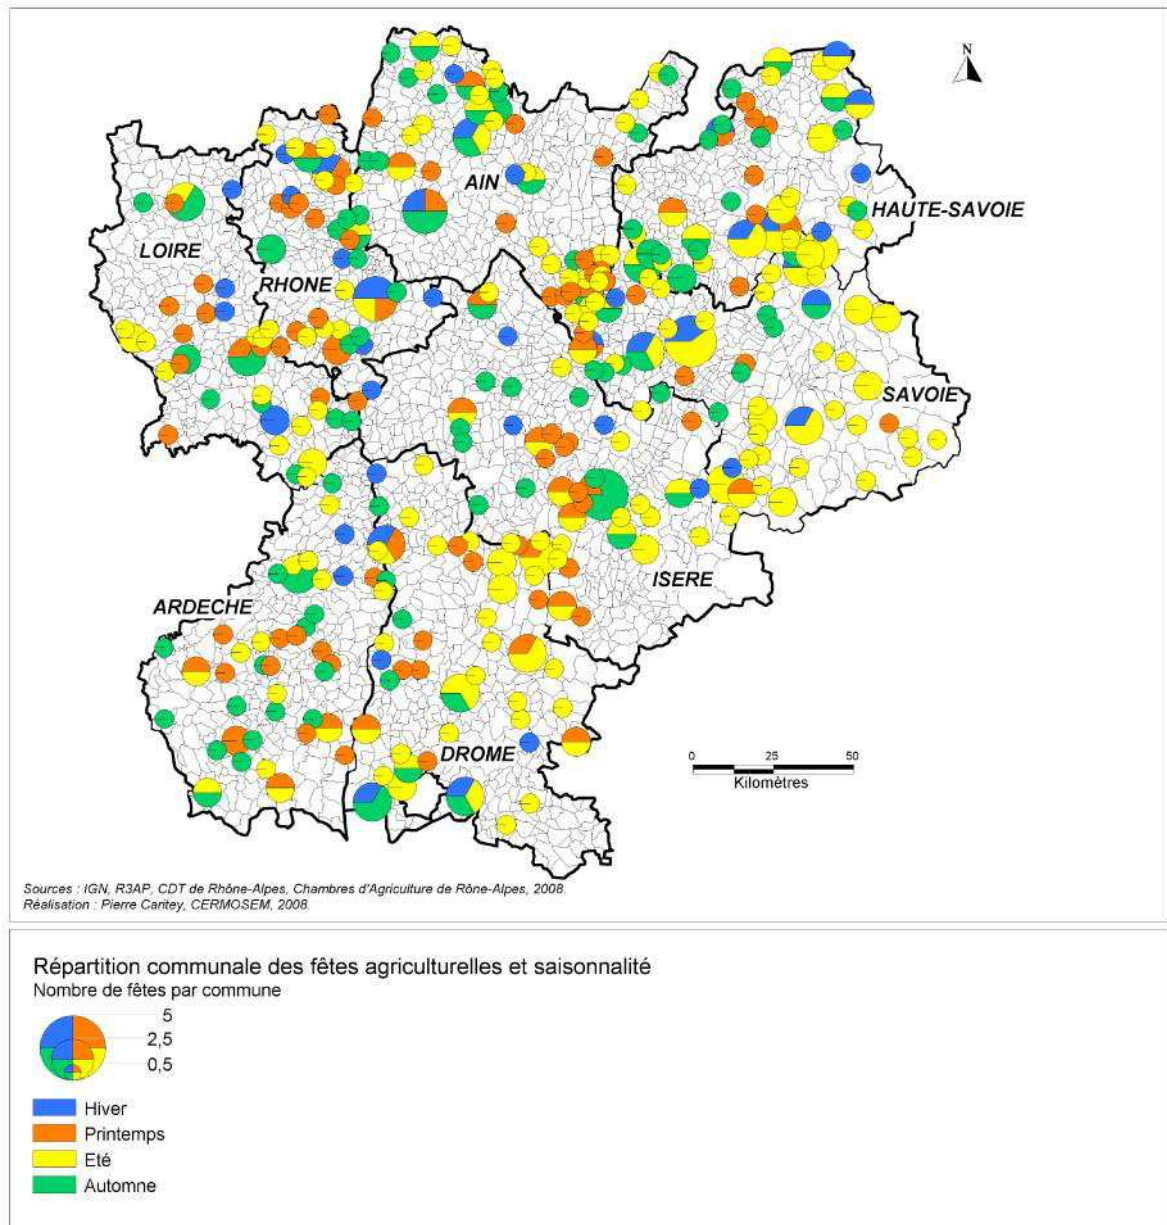 N
AIN
HAUTE-SAVOIE
LOIRE
RHONE
SAVOIE
ISERE
ARDECHE
DROME
0 25 50
Kilomètres
Sources : IGN, R3AP, CDT de Rhône-Alpes, Chambres d'Agriculture de Rône-Alpes, 2008.
Réalisation : Pierre Caritey, CERMOSEM, 2008.
Répartition communale des fêtes agriculturelles et saisonnalité
Nombre de fêtes par commune
5
2,5
0,5
Hiver
Printemps
Eté
Automne